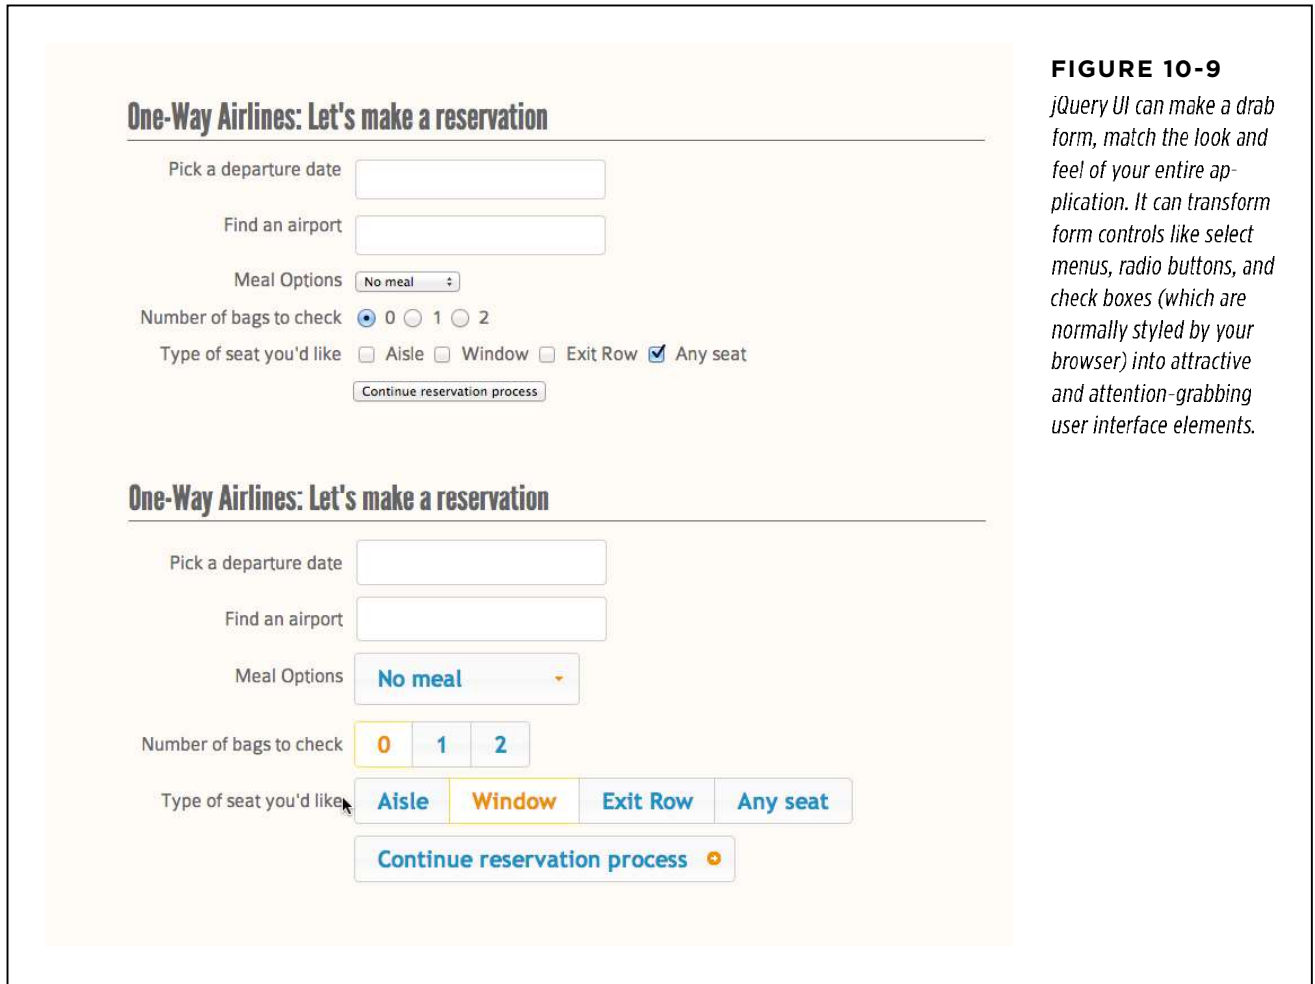 One-Way Airlines: Let's make a reservation
Pick a departure date
Find an airport
Meal Options No meal
Number of bags to check 0 1 2
Type of seat you'd like Aisle Window Exit Row Any seat
Continue reservation process
One-Way Airlines: Let's make a reservation
Pick a departure date
Find an airport
Meal Options No meal
Number of bags to check 0 1 2
Type of seat you'd like Aisle Window Exit Row Any seat
Continue reservation process
FIGURE 10-9
jQuery UI can make a drab
form, match the look and
feel of your entire ap-
plication. It can transform
form controls like select
menus, radio buttons, and
check boxes (which are
normally styled by your
browser) into attractive
and attention-grabbing
user interface elements.